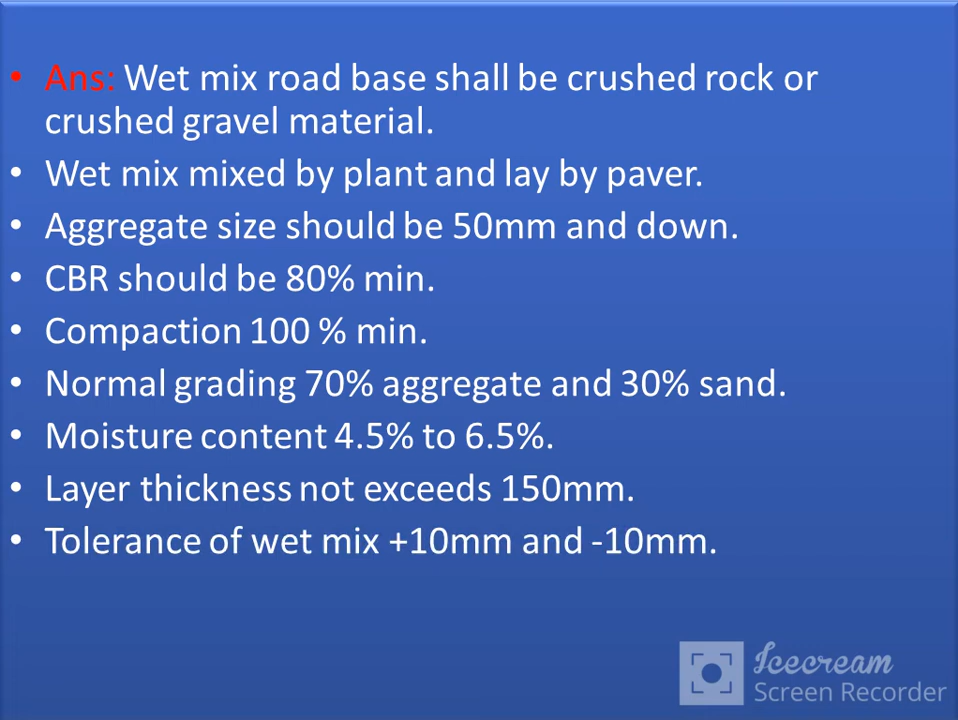 • Ans: Wet mix road base shall be crushed rock or
crushed gravel material.
• Wet mix mixed by plant and lay by paver.
• Aggregate size should be 50mm and down.
• CBR should be 80% min.
• Compaction 100 % min.
• Normal grading 70% aggregate and 30% sand.
• Moisture content 4.5% to 6.5%.
• Layer thickness not exceeds 150mm.
• Tolerance of wet mix +10mm and -10mm.
Icecream
Screen Recorder